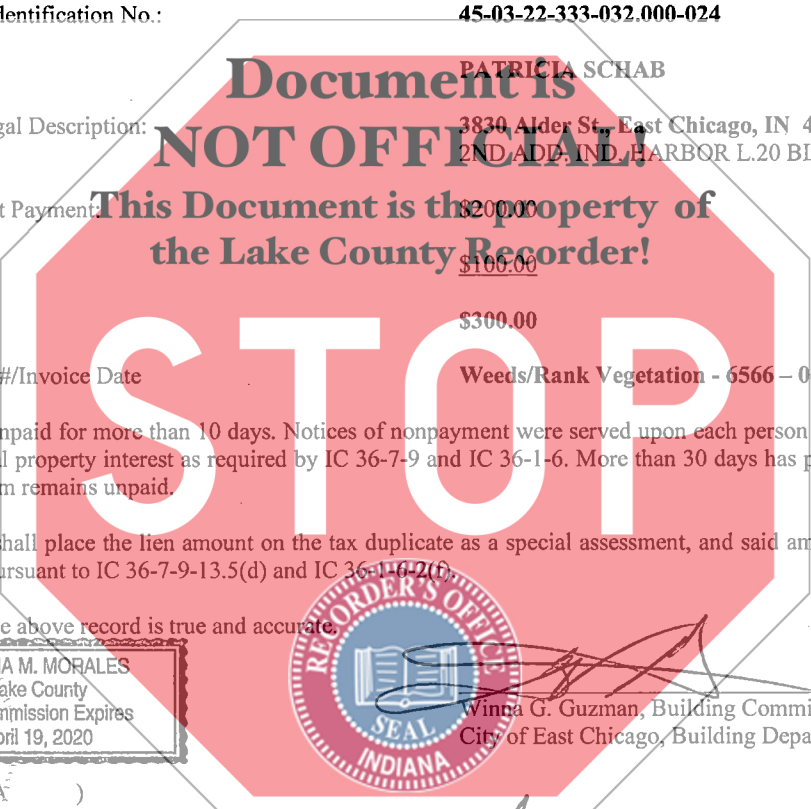 dentification No.: 45-03-22-333-032.000-024
PATRICIA SCHAB
Document is
gal Description: 3830 Alder St., East Chicago, IN 4
NOT OFFICIAL!
2ND ADD. IND. HARBOR L.20 BL
t Payment: $200.00
This Document is the property of
the Lake County Recorder!
$100.00
$300.00
STOP
#/Invoice Date Weeds/Rank Vegetation - 6566 – 0
npaid for more than 10 days. Notices of nonpayment were served upon each person
l property interest as required by IC 36-7-9 and IC 36-1-6. More than 30 days has p
m remains unpaid.
shall place the lien amount on the tax duplicate as a special assessment, and said am
ursuant to IC 36-7-9-13.5(d) and IC 36-1-6-2(f).
e above record is true and accurate.
RECORDER'S OFFICE
SEAL
INDIANA
IA M. MORALES
ake County
mmission Expires
pril 19, 2020
Winna G. Guzman, Building Commi
City of East Chicago, Building Depa
A )